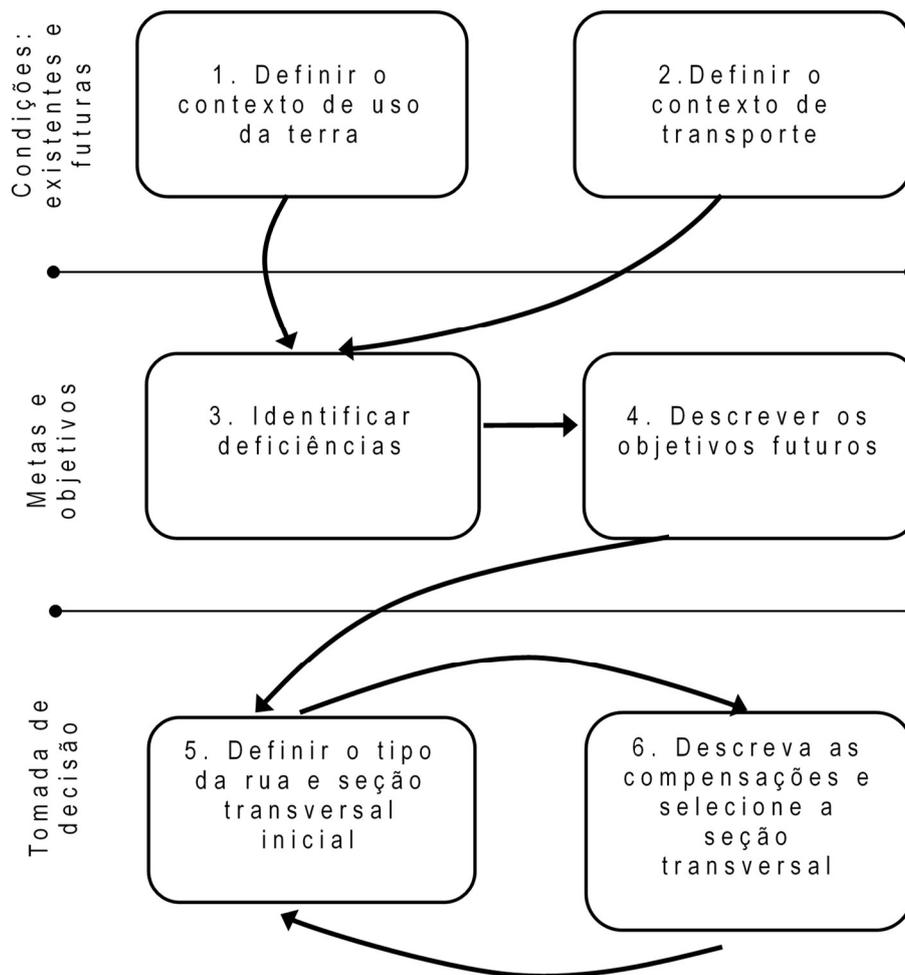 Condições:
existentes e
futuras
1. Definir o
contexto de uso
da terra
2.Definir o
contexto de
transporte
Metas e
objetivos
3. Identificar
deficiências
4. Descrever os
objetivos futuros
Tomada de
decisão
5. Definir o tipo
da rua e seção
transversal
inicial
6. Descreva as
compensações e
selecione a
seção
transversal